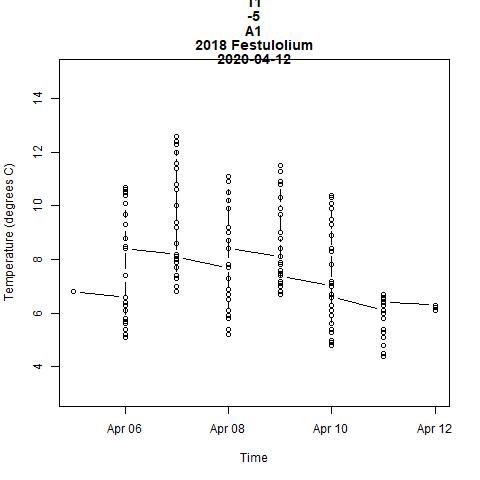 T1
-5
A1
2018 Festulolium
2020-04-12
Temperature (degrees C)
14
12
10
8
6
4
Apr 06 Apr 08 Apr 10 Apr 12
Time